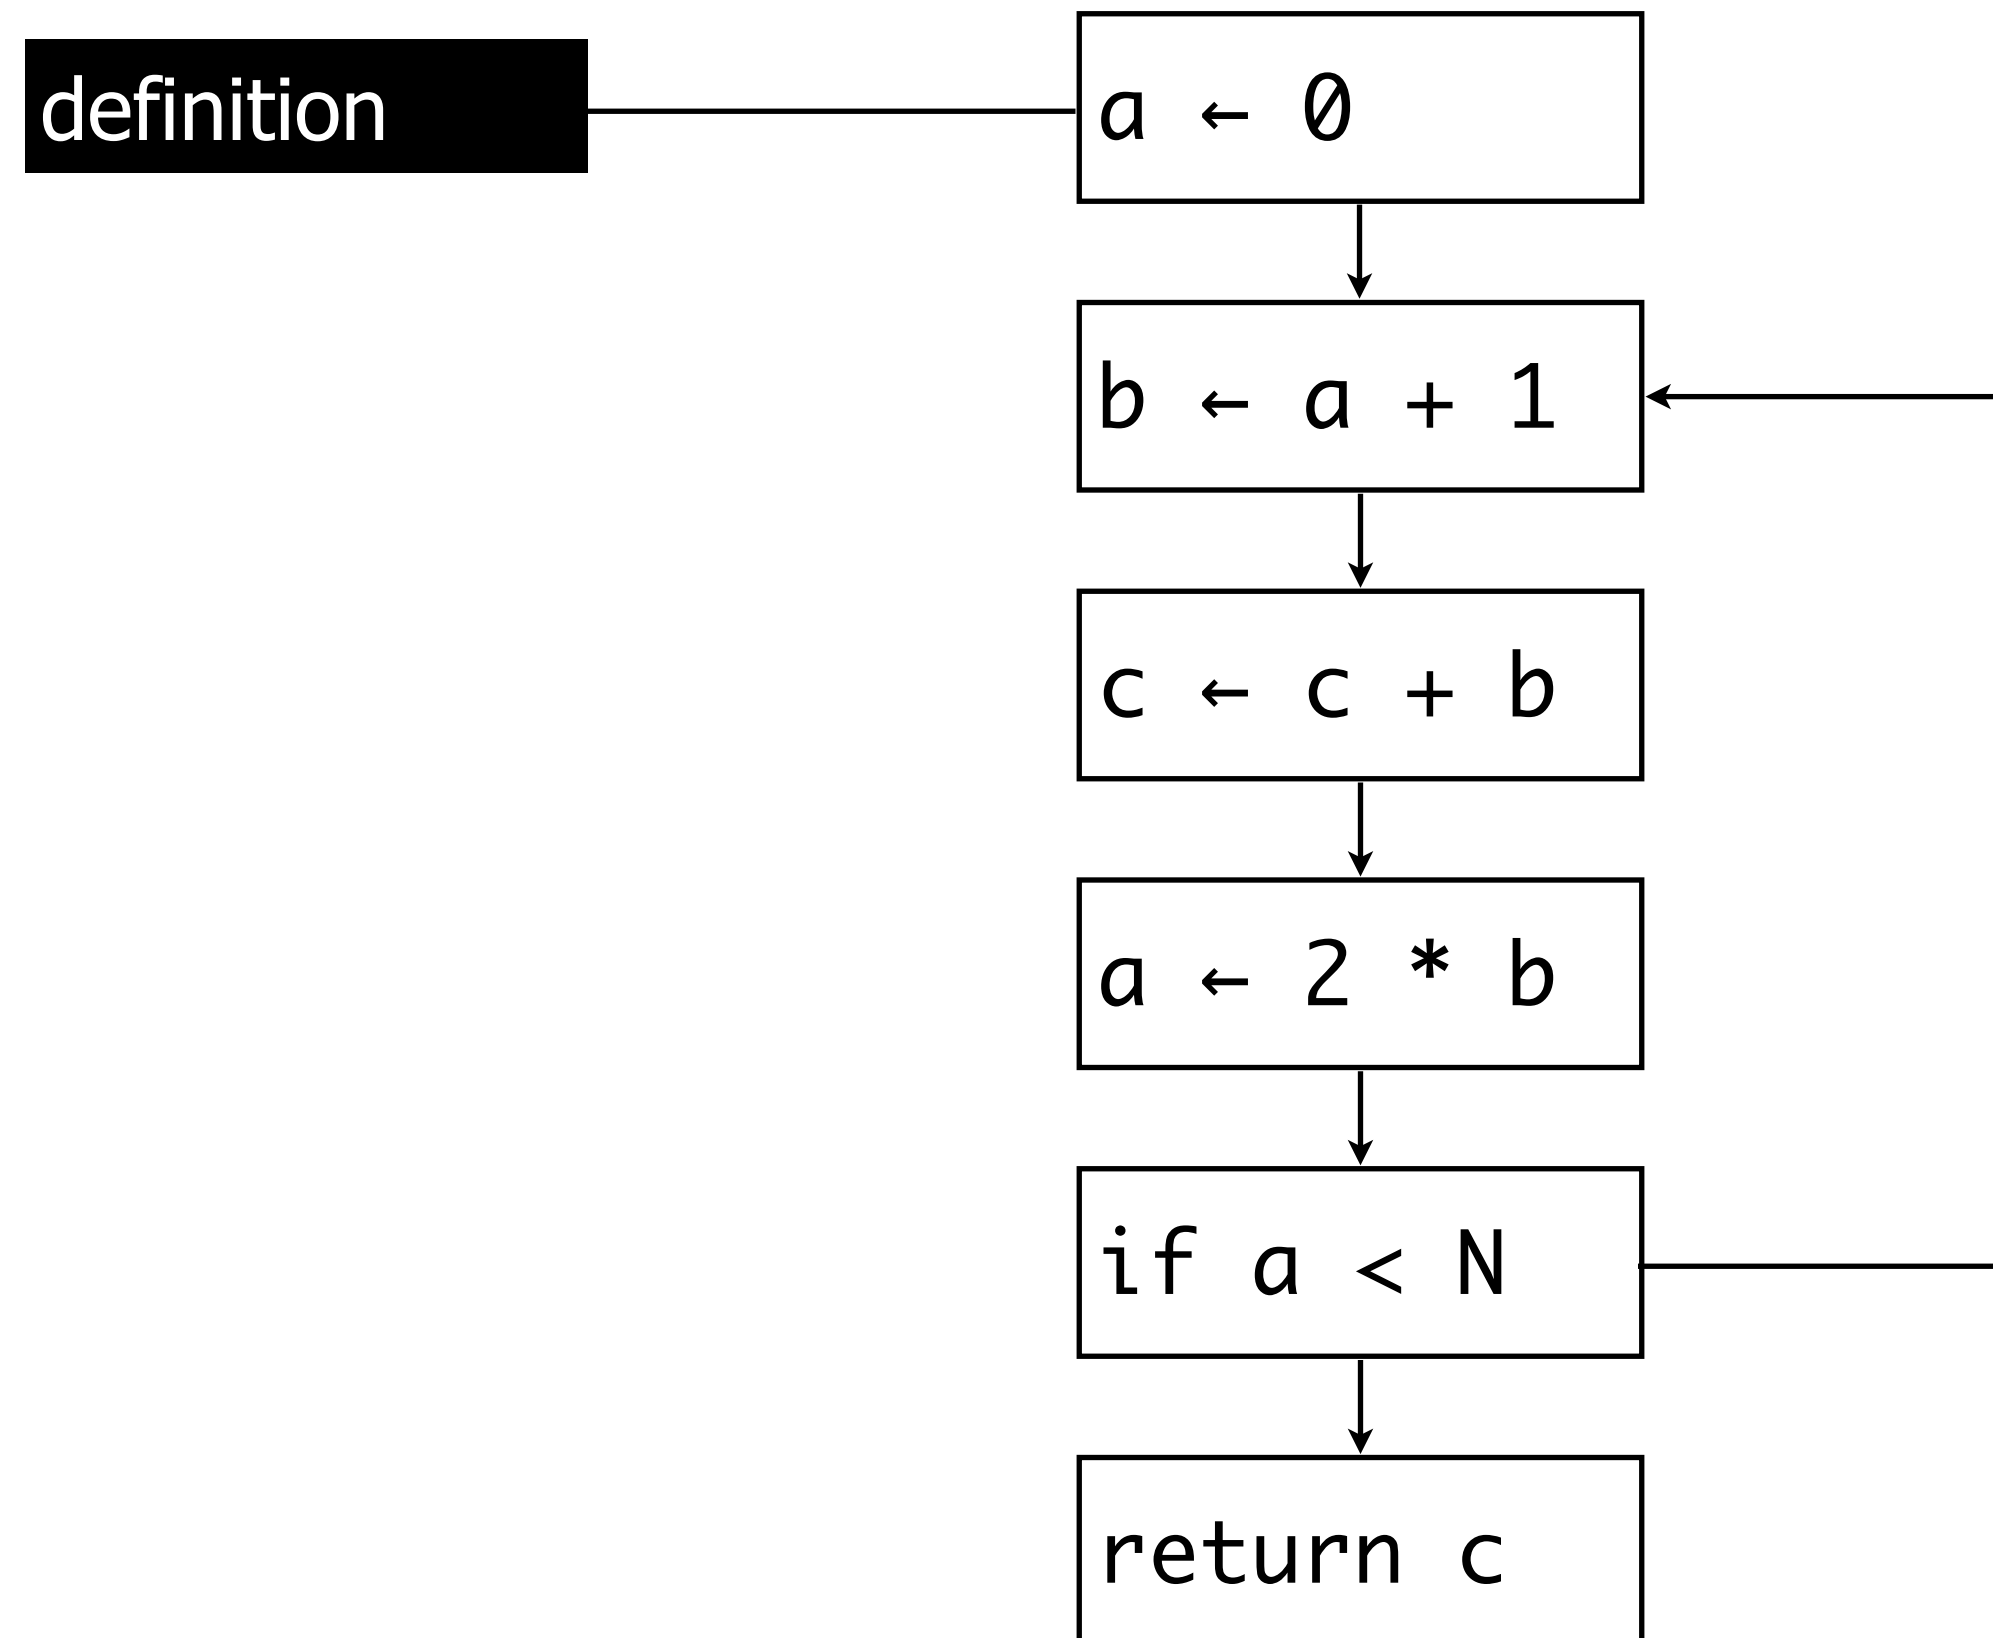 definition
a ← 0
b ← a + 1
c ← c + b
a ← 2 * b
if a < N
return c